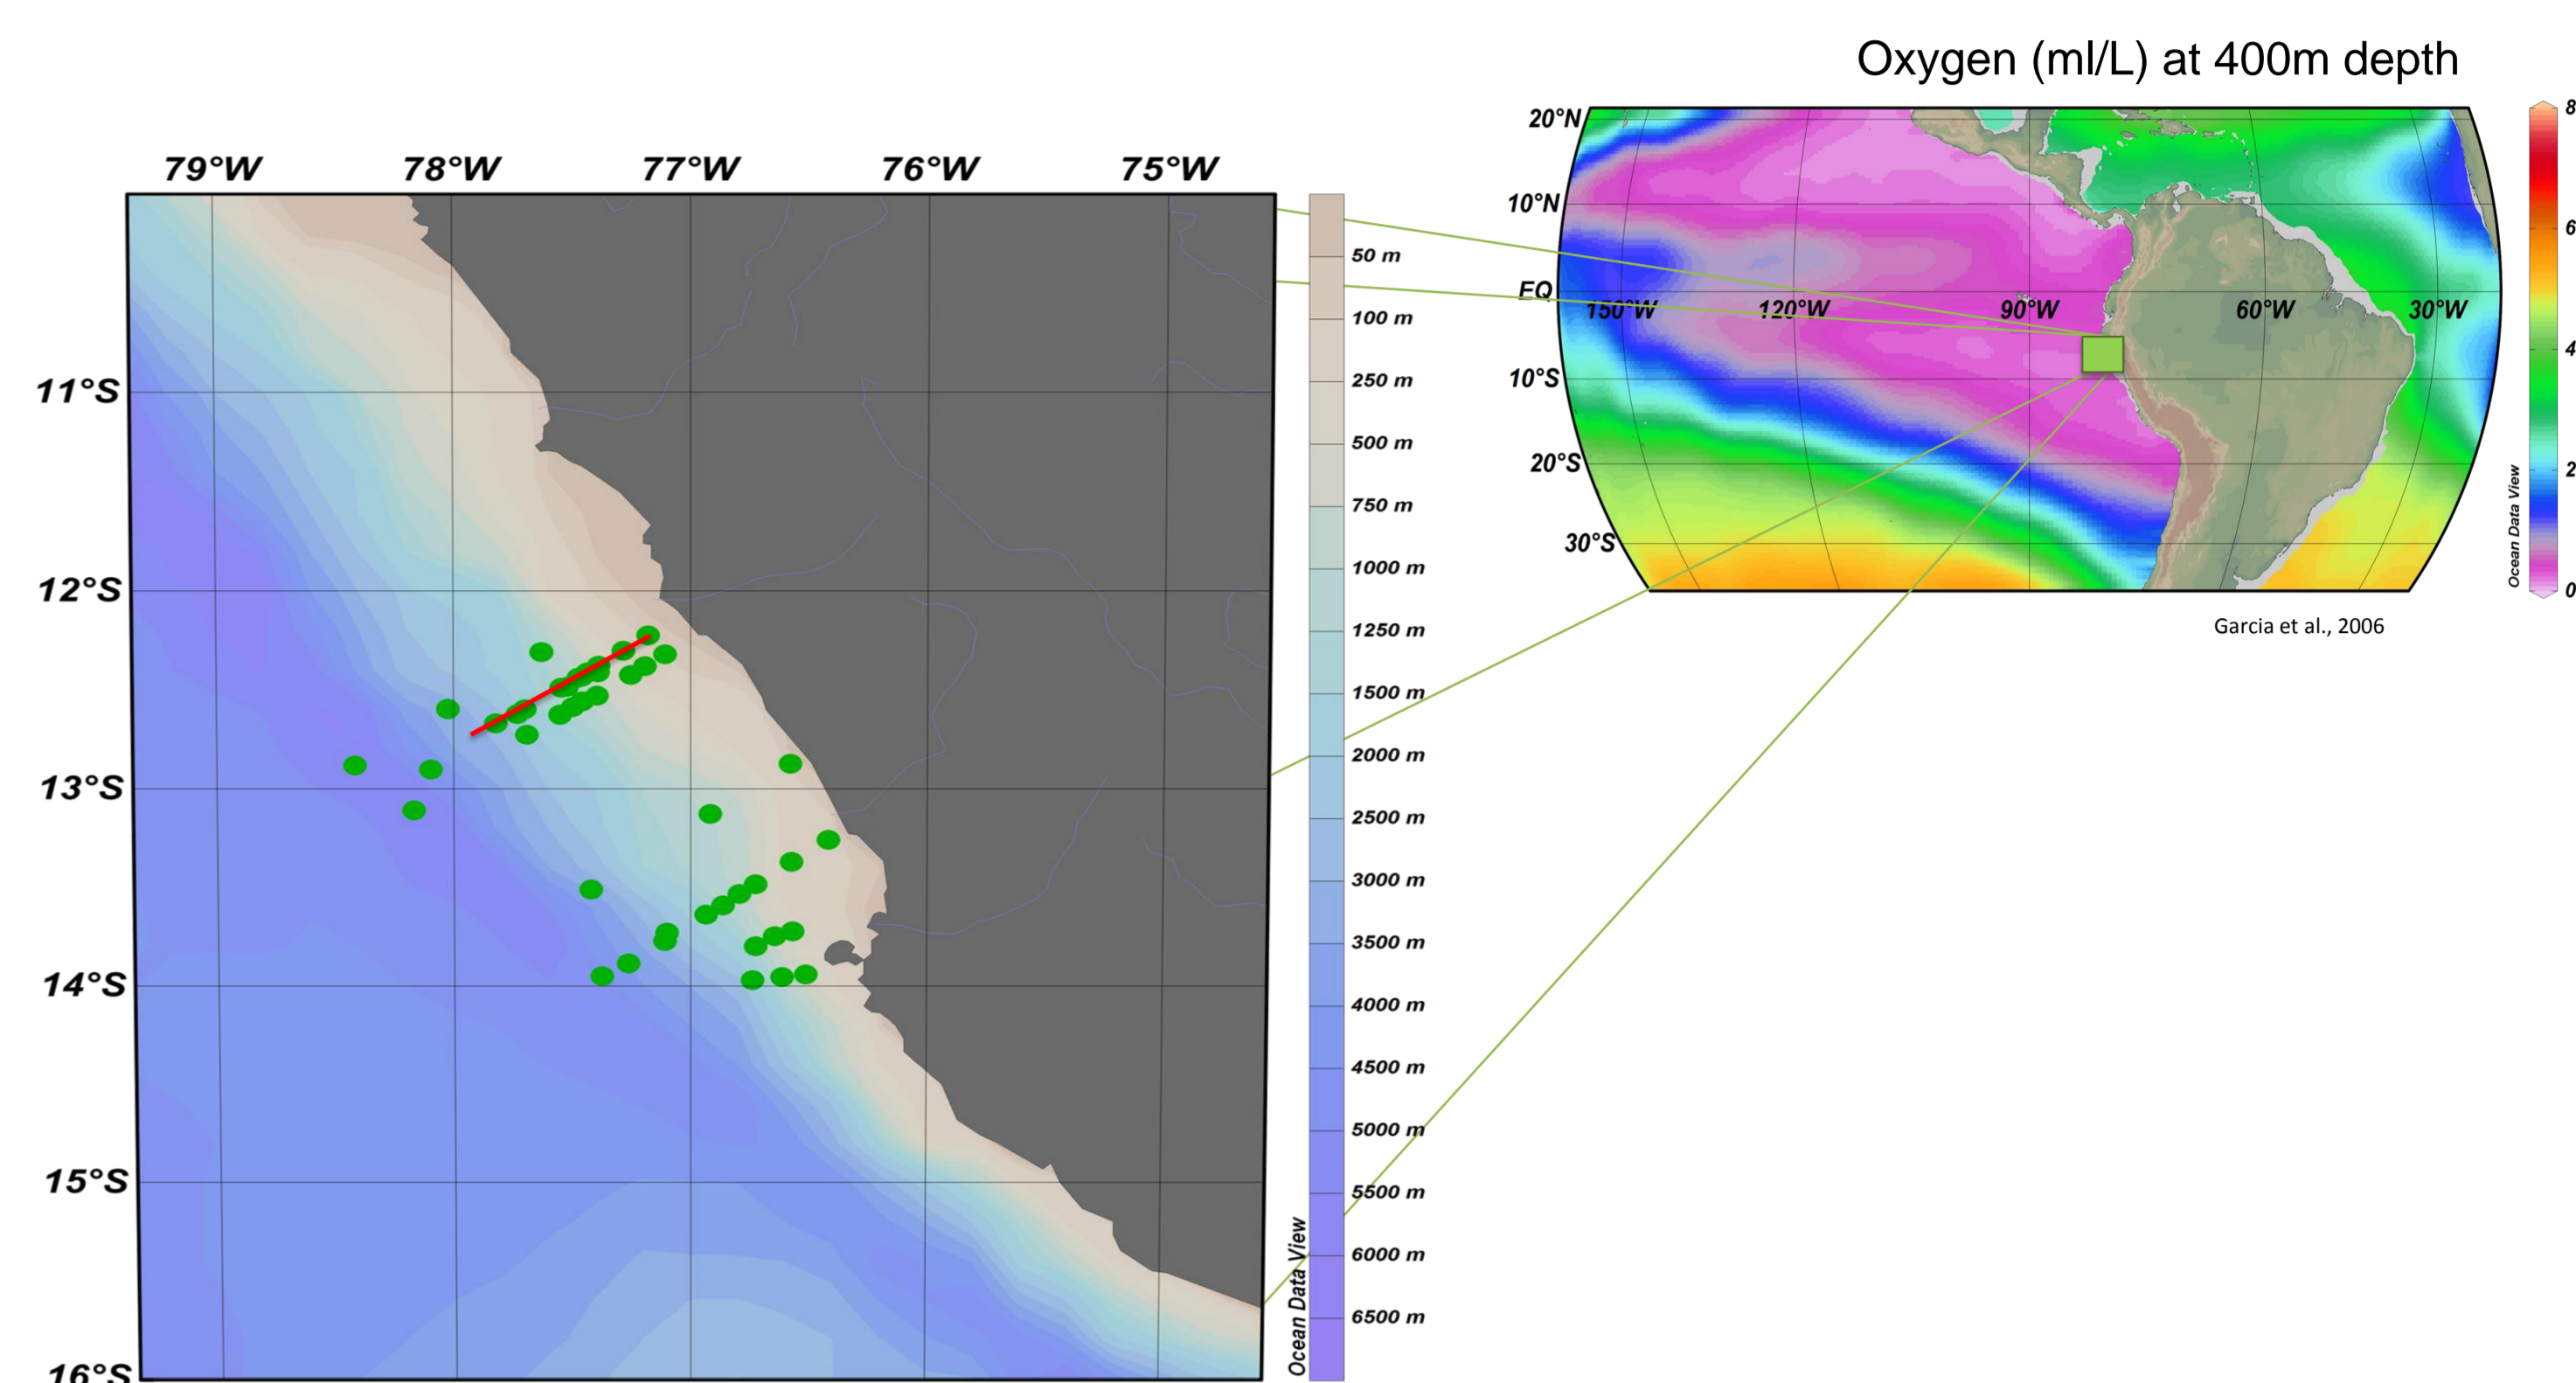 Oxygen (ml/L) at 400m depth
79°W 78°W 77°W 76°W 75°W
11°S
12°S
13°S
14°S
15°S
16°S
50 m
100 m
250 m
500 m
750 m
1000 m
1250 m
1500 m
2000 m
2500 m
3000 m
3500 m
4000 m
4500 m
5000 m
5500 m
6000 m
6500 m
Ocean Data View
20°N
10°N
EQ
10°S
20°S
30°S
150°W 120°W 90°W 60°W 30°W
8
6
4
2
0
Ocean Data View
Garcia et al., 2006